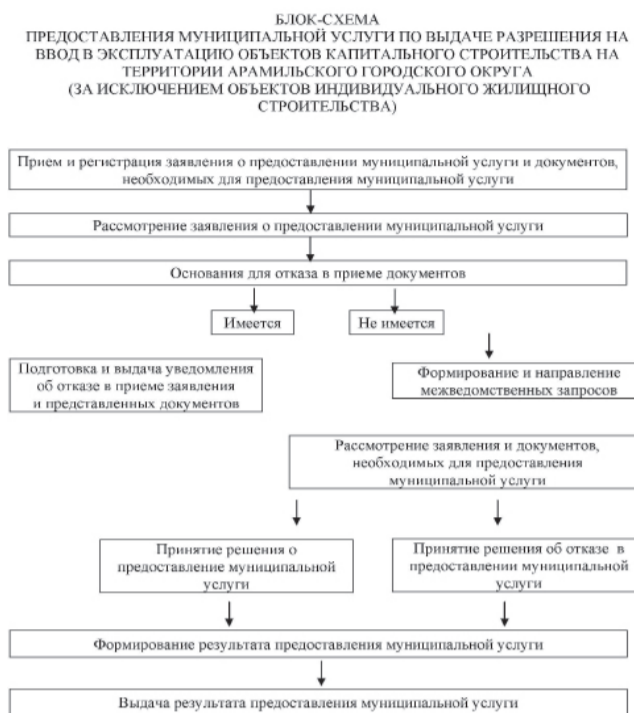 БЛОК-СХЕМА
ПРЕДОСТАВЛЕНИЯ МУНИЦИПАЛЬНОЙ УСЛУГИ ПО ВЫДАЧЕ РАЗРЕШЕНИЯ НА
ВВОД В ЭКСПЛУАТАЦИЮ ОБЪЕКТОВ КАПИТАЛЬНОГО СТРОИТЕЛЬСТВА НА
ТЕРРИТОРИИ АРАМИЛЬСКОГО ГОРОДСКОГО ОКРУГА
(ЗА ИСКЛЮЧЕНИЕМ ОБЪЕКТОВ ИНДИВИДУАЛЬНОГО ЖИЛИЩНОГО
СТРОИТЕЛЬСТВА)
Прием и регистрация заявления о предоставлении муниципальной услуги и документов,
необходимых для предоставления муниципальной услуги
Рассмотрение заявления о предоставлении муниципальной услуги
Основания для отказа в приеме документов
Имеется
Не имеется
Подготовка и выдача уведомления
об отказе в приеме заявления
и представленных документов
Формирование и направление
межведомственных запросов
Рассмотрение заявления и документов,
необходимых для предоставления
муниципальной услуги
Принятие решения о
предоставление муниципальной
услуги
Принятие решения об отказе в
предоставлении муниципальной
услуги
Формирование результата предоставления муниципальной услуги
Выдача результата предоставления муниципальной услуги